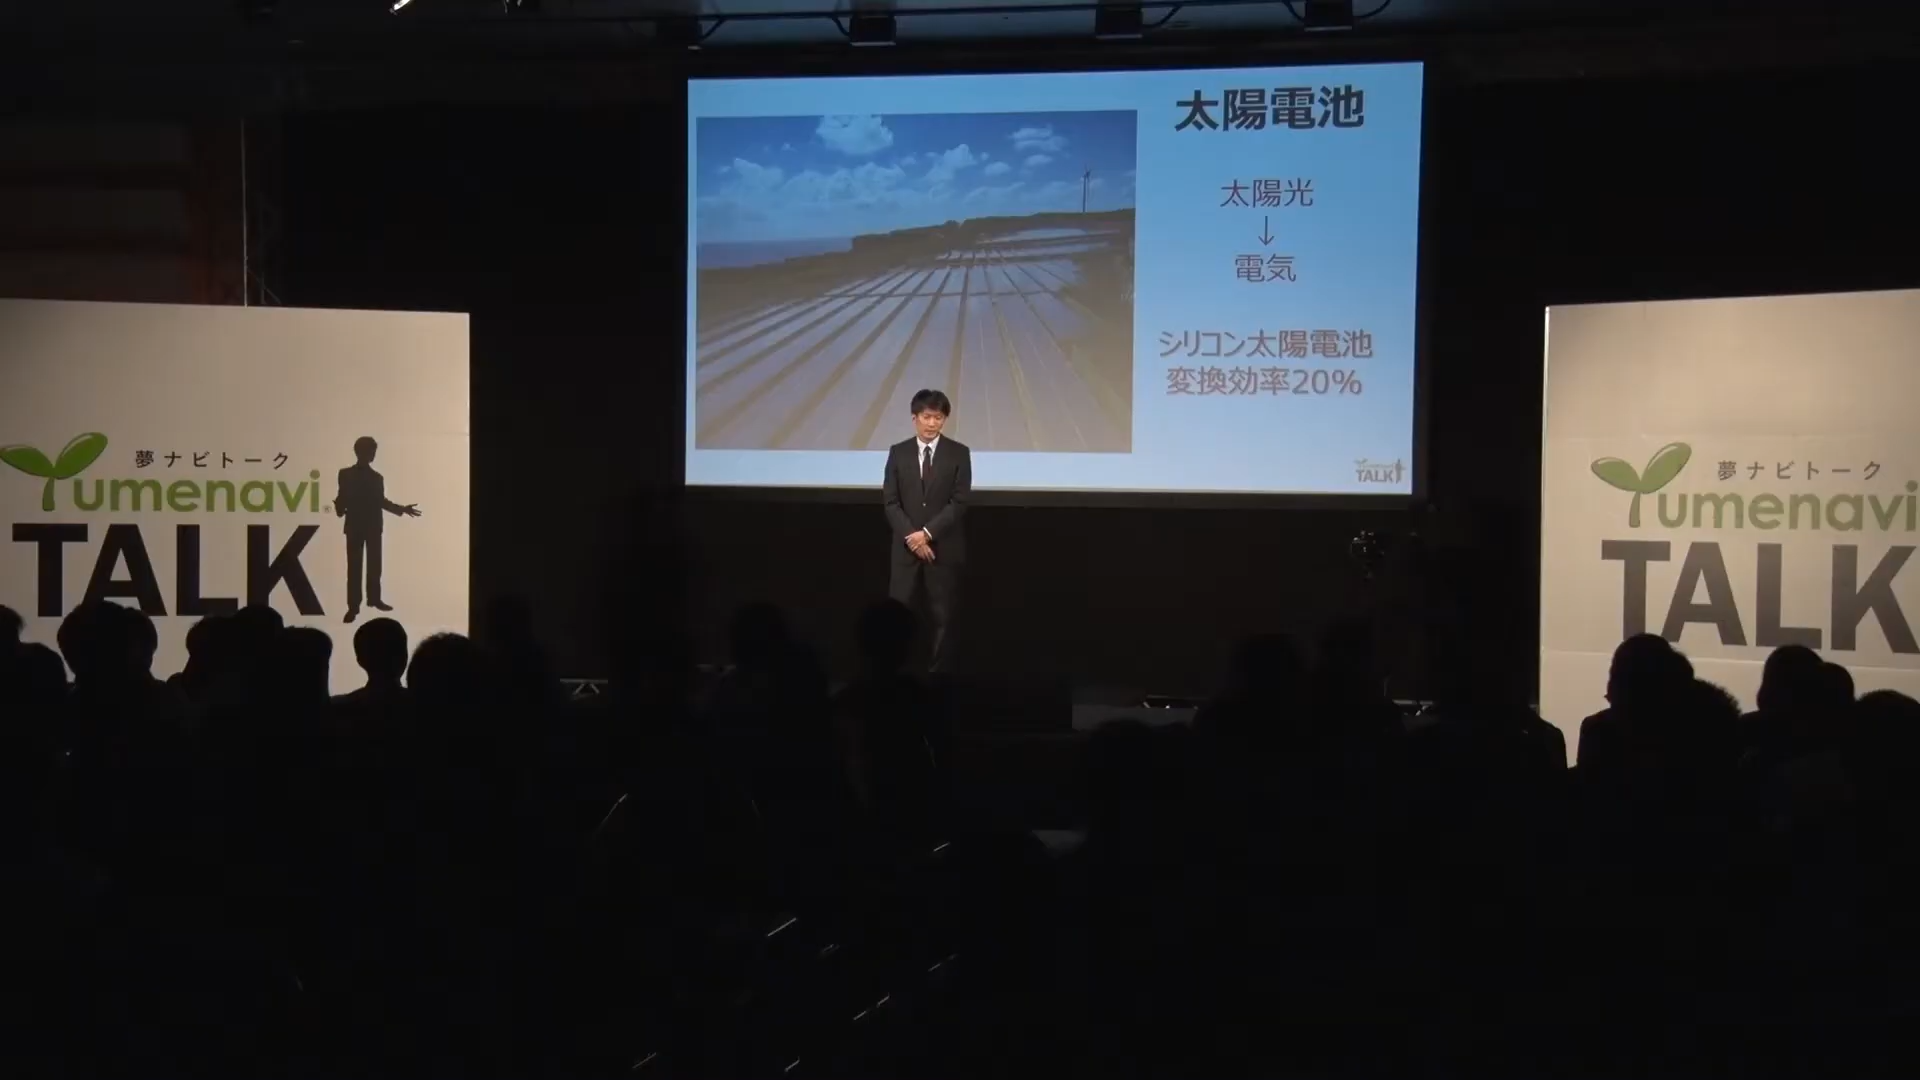 太陽電池
太陽光
↓
電気
シリコン太陽電池
変換効率20%
Yumenavi
TALK
夢ナビトーク
Yumenavi®
TALK
夢ナビトーク
Yumenavi
TALK